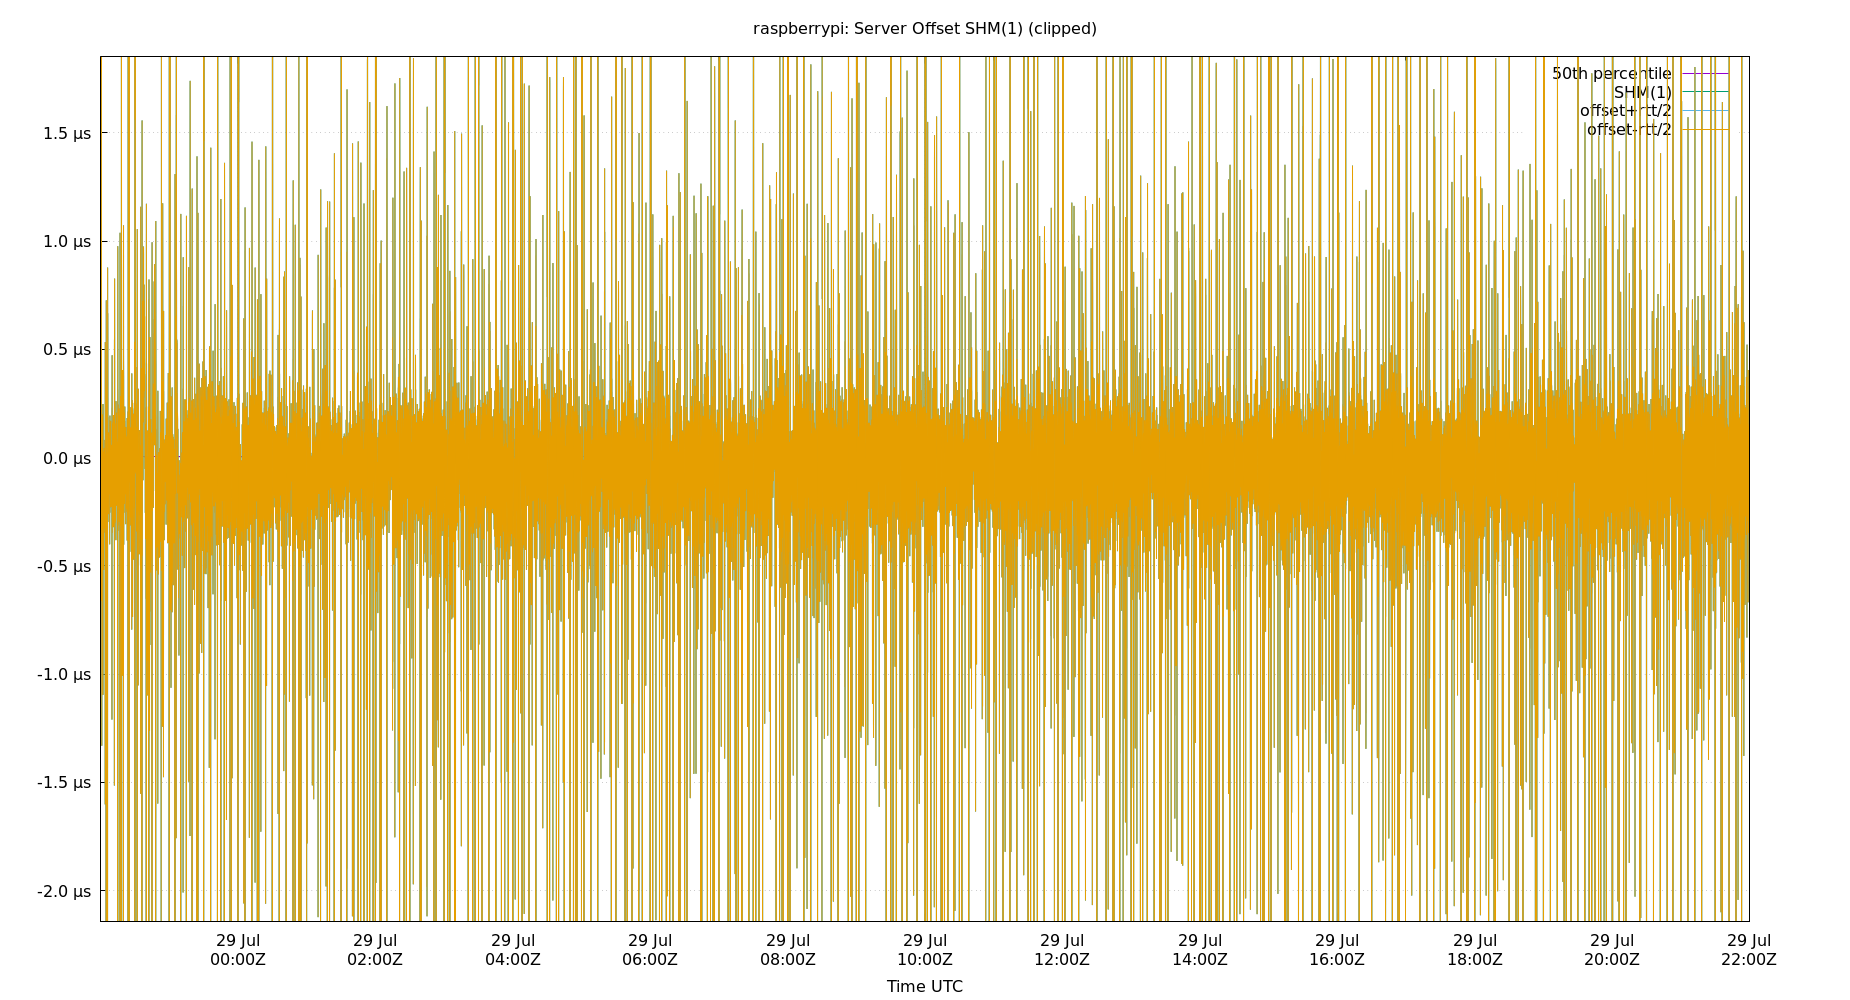 raspberrypi: Server Offset SHM(1) (clipped)
50th percentile
SHM(1)
offset+rtt/2
offset-rtt/2
1.5 µs
1.0 µs
0.5 µs
0.0 µs
-0.5 µs
-1.0 µs
-1.5 µs
-2.0 µs
29 Jul 29 Jul 29 Jul 29 Jul 29 Jul 29 Jul 29 Jul 29 Jul 29 Jul 29 Jul 29 Jul 29 Jul
00:00Z 02:00Z 04:00Z 06:00Z 08:00Z 10:00Z 12:00Z 14:00Z 16:00Z 18:00Z 20:00Z 22:00Z
Time UTC